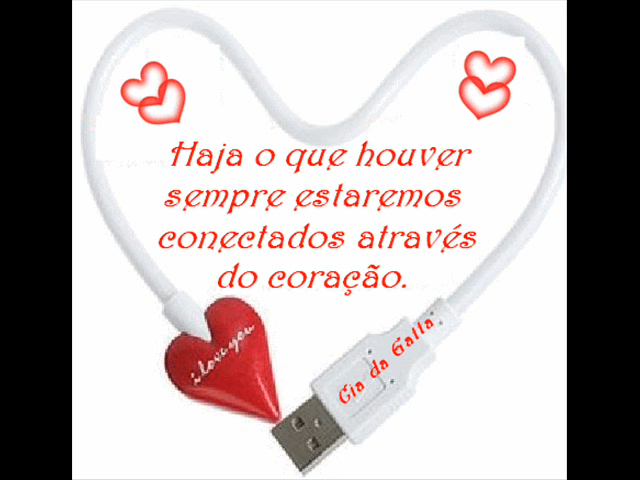 Haja o que houver
sempre estaremos
conectados através
do coração.
i love you
Cia da Galla